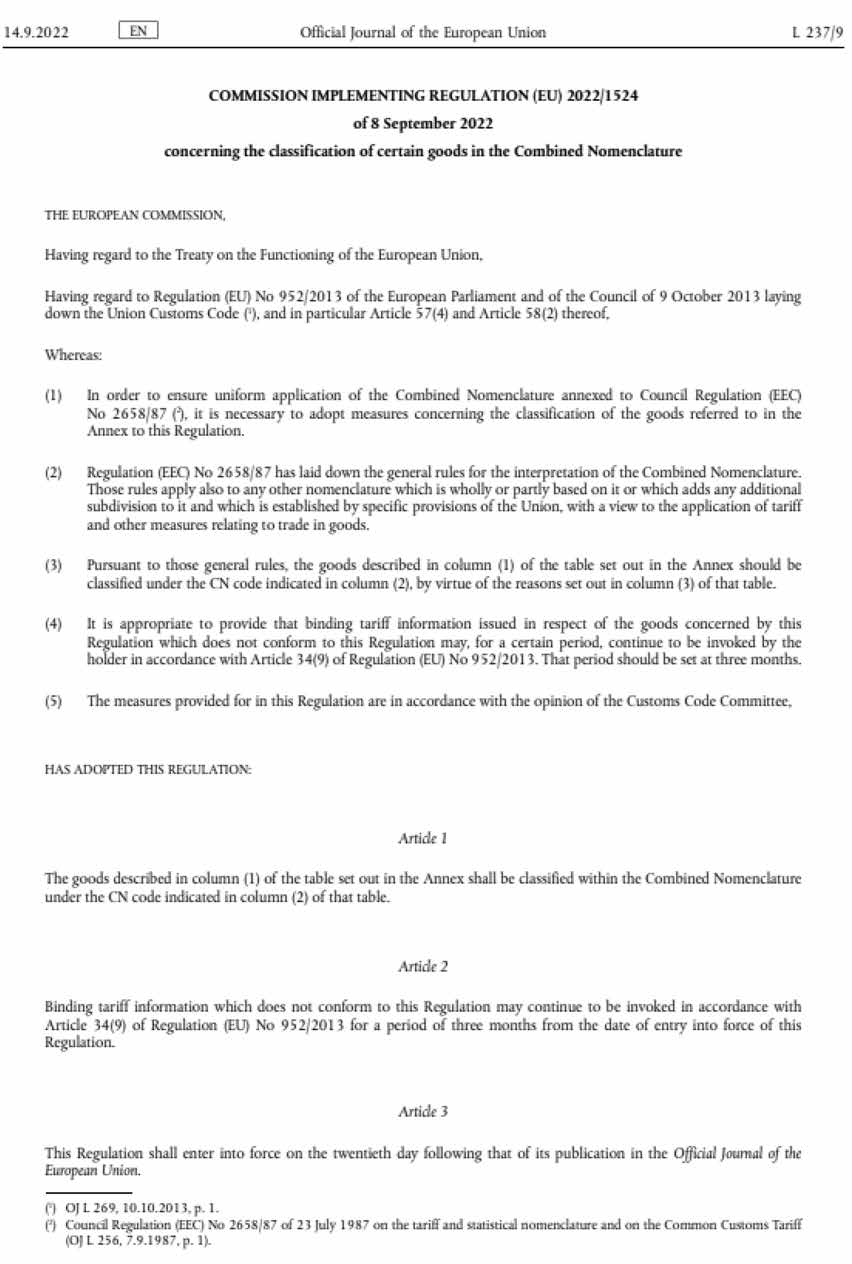 14.9.2022 EN Official Journal of the European Union L 237/9
COMMISSION IMPLEMENTING REGULATION (EU) 2022/1524
of 8 September 2022
concerning the classification of certain goods in the Combined Nomenclature
THE EUROPEAN COMMISSION,
Having regard to the Treaty on the Functioning of the European Union,
Having regard to Regulation (EU) No 952/2013 of the European Parliament and of the Council of 9 October 2013 laying
down the Union Customs Code (¹), and in particular Article 57(4) and Article 58(2) thereof,
Whereas:
(1) In order to ensure uniform application of the Combined Nomenclature annexed to Council Regulation (EEC)
No 2658/87 (²), it is necessary to adopt measures concerning the classification of the goods referred to in the
Annex to this Regulation.
(2) Regulation (EEC) No 2658/87 has laid down the general rules for the interpretation of the Combined Nomenclature.
Those rules apply also to any other nomenclature which is wholly or partly based on it or which adds any additional
subdivision to it and which is established by specific provisions of the Union, with a view to the application of tariff
and other measures relating to trade in goods.
(3) Pursuant to those general rules, the goods described in column (1) of the table set out in the Annex should be
classified under the CN code indicated in column (2), by virtue of the reasons set out in column (3) of that table.
(4) It is appropriate to provide that binding tariff information issued in respect of the goods concerned by this
Regulation which does not conform to this Regulation may, for a certain period, continue to be invoked by the
holder in accordance with Article 34(9) of Regulation (EU) No 952/2013. That period should be set at three months.
(5) The measures provided for in this Regulation are in accordance with the opinion of the Customs Code Committee,
HAS ADOPTED THIS REGULATION:
Article 1
The goods described in column (1) of the table set out in the Annex shall be classified within the Combined Nomenclature
under the CN code indicated in column (2) of that table.
Article 2
Binding tariff information which does not conform to this Regulation may continue to be invoked in accordance with
Article 34(9) of Regulation (EU) No 952/2013 for a period of three months from the date of entry into force of this
Regulation.
Article 3
This Regulation shall enter into force on the twentieth day following that of its publication in the Official Journal of the
European Union.
(¹) OJ L 269, 10.10.2013, p. 1.
(²) Council Regulation (EEC) No 2658/87 of 23 July 1987 on the tariff and statistical nomenclature and on the Common Customs Tariff
(OJ L 256, 7.9.1987, p. 1).